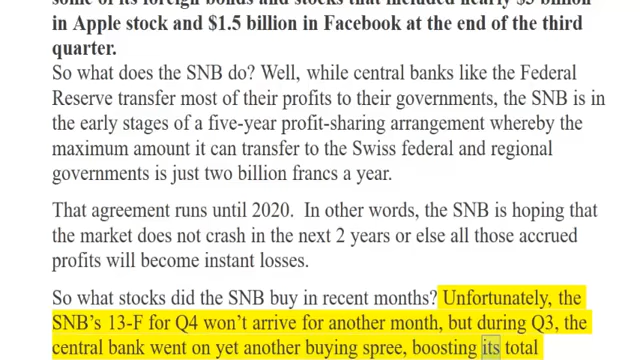 some of its foreign bonds and stocks that included nearly $3 billion
in Apple stock and $1.5 billion in Facebook at the end of the third
quarter.
So what does the SNB do? Well, while central banks like the Federal
Reserve transfer most of their profits to their governments, the SNB is in
the early stages of a five-year profit-sharing arrangement whereby the
maximum amount it can transfer to the Swiss federal and regional
governments is just two billion francs a year.
That agreement runs until 2020. In other words, the SNB is hoping that
the market does not crash in the next 2 years or else all those accrued
profits will become instant losses.
So what stocks did the SNB buy in recent months? Unfortunately, the
SNB's 13-F for Q4 won't arrive for another month, but during Q3, the
central bank went on yet another buying spree, boosting its total